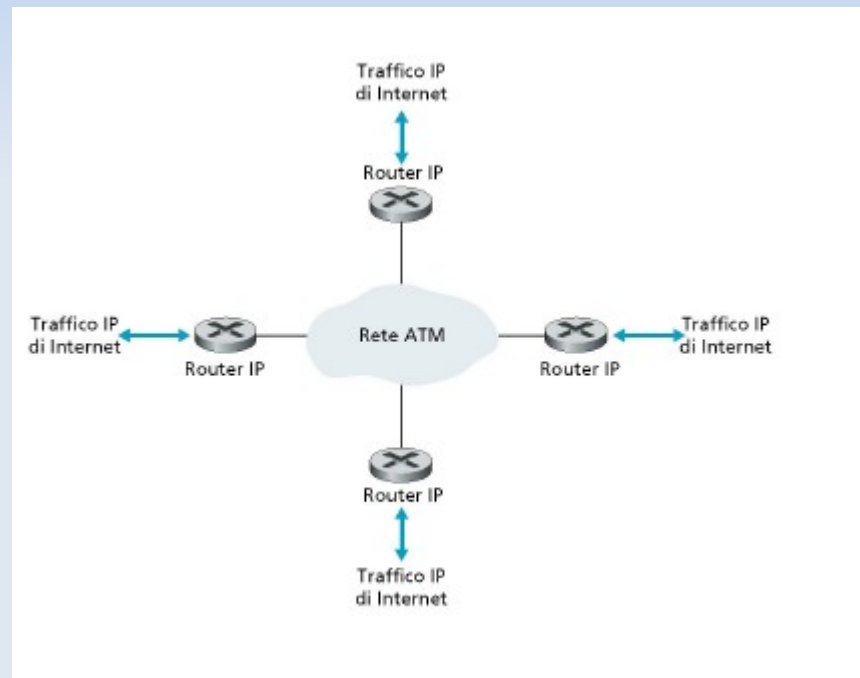 Traffico IP
di Internet
Router IP
Traffico IP
di Internet
Router IP
Rete ATM
Traffico IP
di Internet
Router IP
Router IP
Traffico IP
di Internet